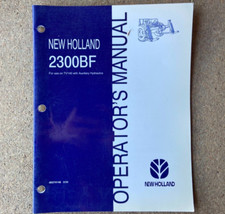 NEW HOLLAND
2300BF
OPERATOR'S MANUAL
NEW HOLLAND